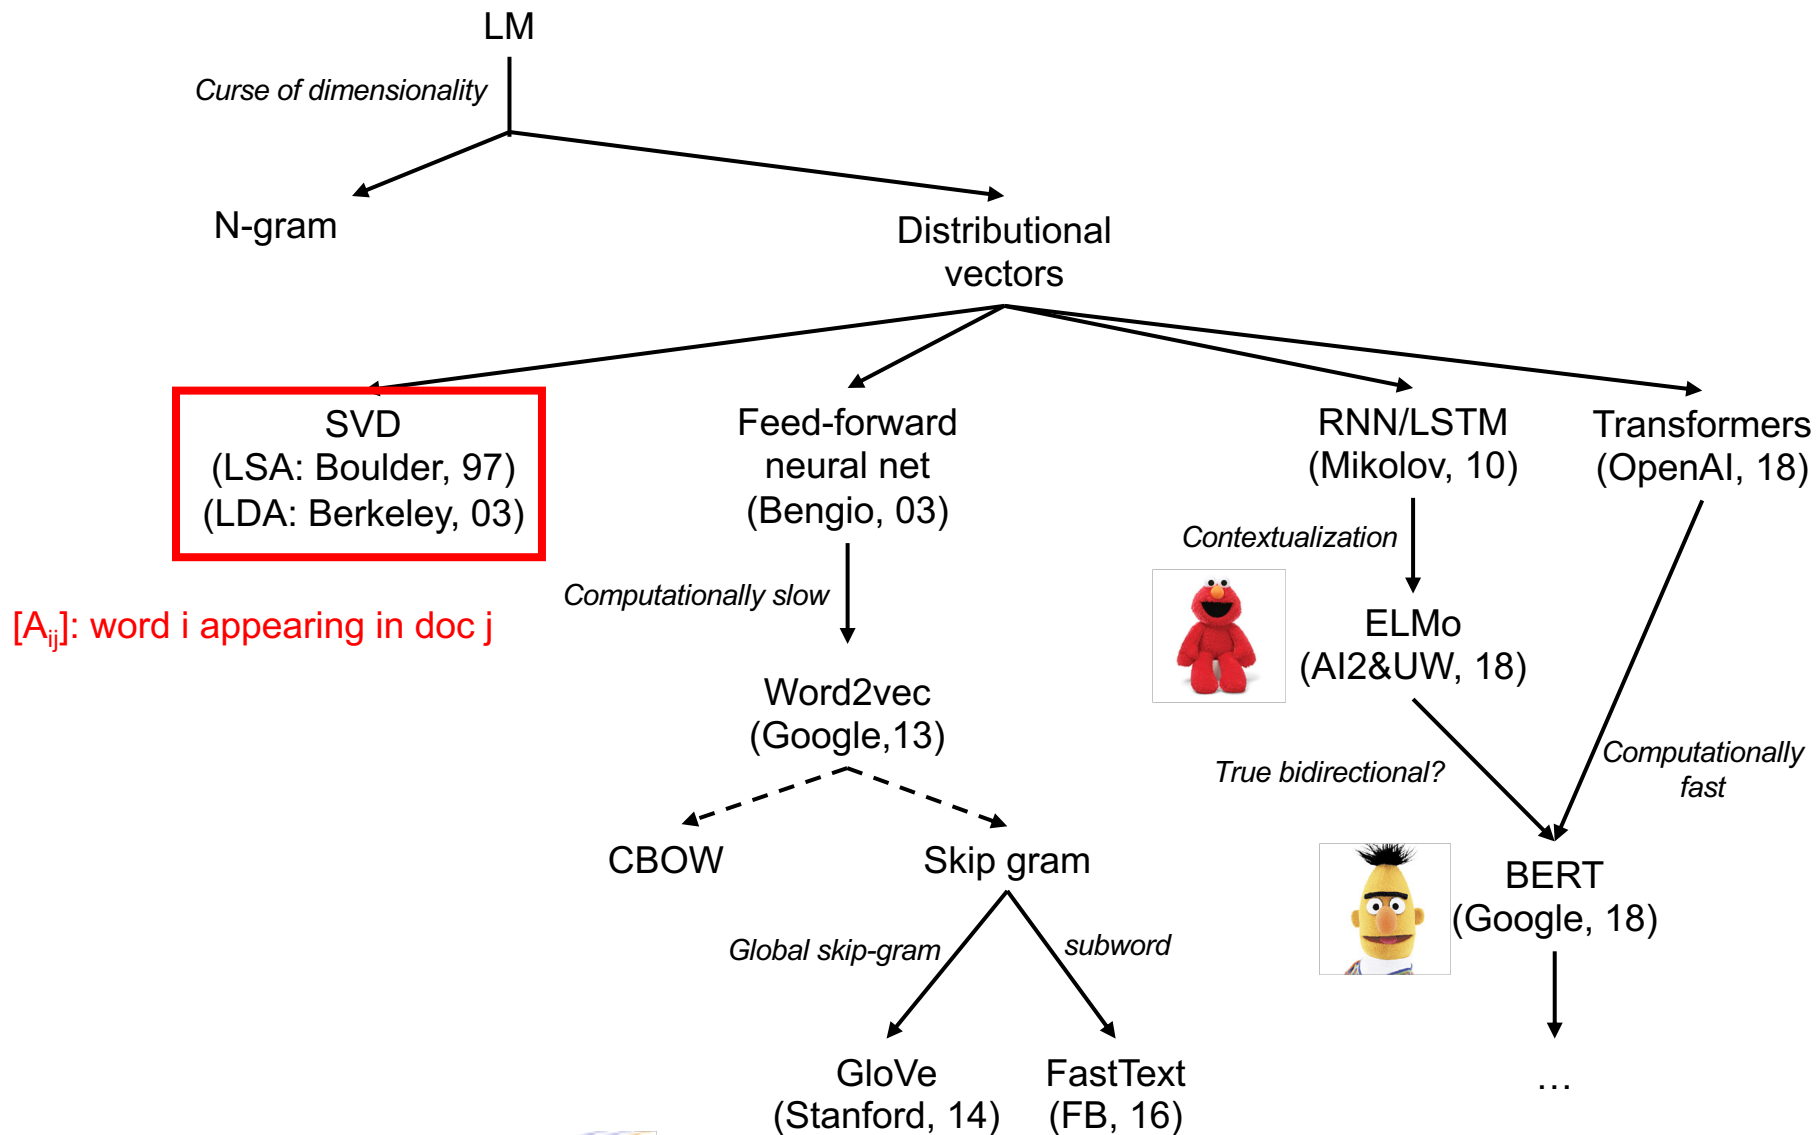 LM
Curse of dimensionality
N-gram
Distributional
vectors
SVD
(LSA: Boulder, 97)
(LDA: Berkeley, 03)
Feed-forward
neural net
(Bengio, 03)
RNN/LSTM
(Mikolov, 10)
Transformers
(OpenAI, 18)
[Aij]: word i appearing in doc j
Computationally slow
Contextualization
ELMo
(AI2&UW, 18)
Word2vec
(Google,13)
True bidirectional?
Computationally
fast
CBOW
Skip gram
BERT
(Google, 18)
Global skip-gram
subword
GloVe
(Stanford, 14)
FastText
(FB, 16)
…